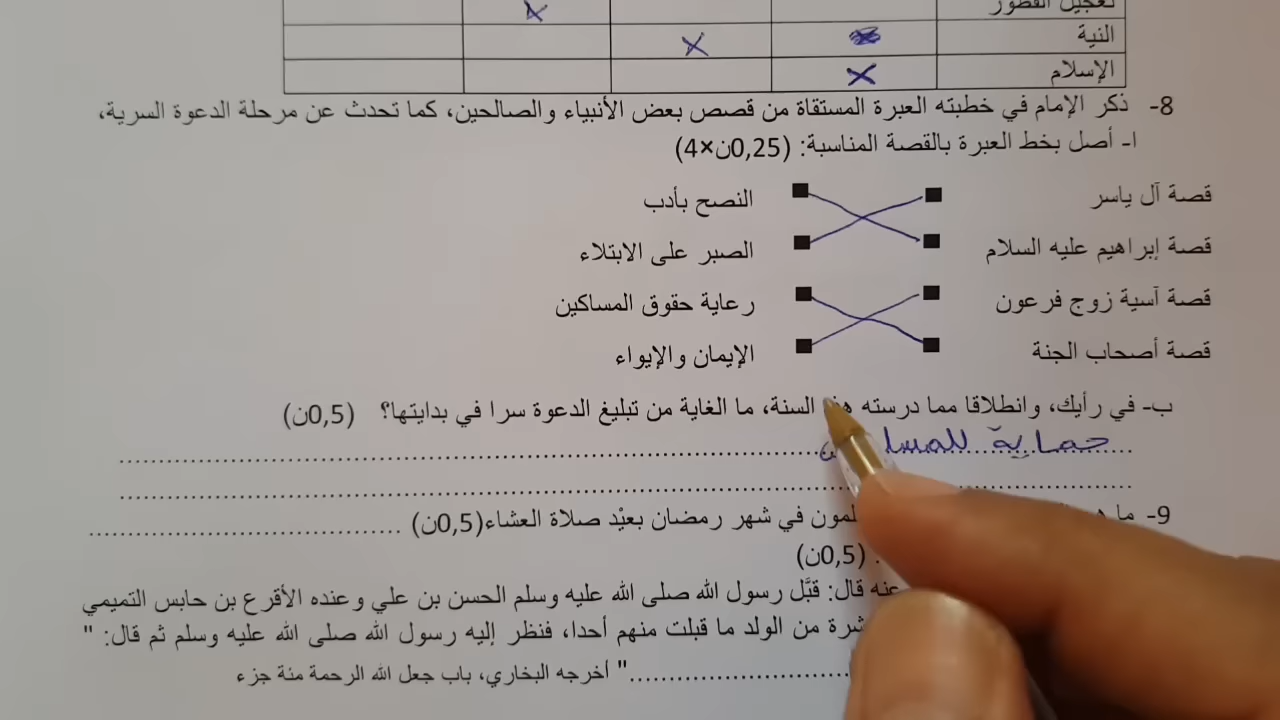 تعجيل الفطور
النية
الإسلام
8- ذكر الإمام في خطبته العبرة المستقاة من قصص بعض الأنبياء والصالحين، كما تحدث عن مرحلة الدعوة السرية،
ا- أصل بخط العبرة بالقصة المناسبة: (0,25ن×4)
قصة آل ياسر النصح بأدب
قصة إبراهيم عليه السلام الصبر على الابتلاء
قصة آسية زوج فرعون رعاية حقوق المساكين
قصة أصحاب الجنة الإيمان والإيواء
ب- في رأيك، وانطلاقا مما درسته هذه السنة، ما الغاية من تبليغ الدعوة سرا في بدايتها؟ (0,5ن)
حماية
9- ما في شهر رمضان بعيْد صلاة العشاء(0,5ن)
(0,5ن)
عنه قال: قبَّل رسول الله صلى الله عليه وسلم الحسن بن علي وعنده الأقرع بن حابس التميمي
من الولد ما قبلت منهم أحدا، فنظر إليه رسول الله صلى الله عليه وسلم ثم قال: "
" أخرجه البخاري، باب جعل الله الرحمة مئة جزء